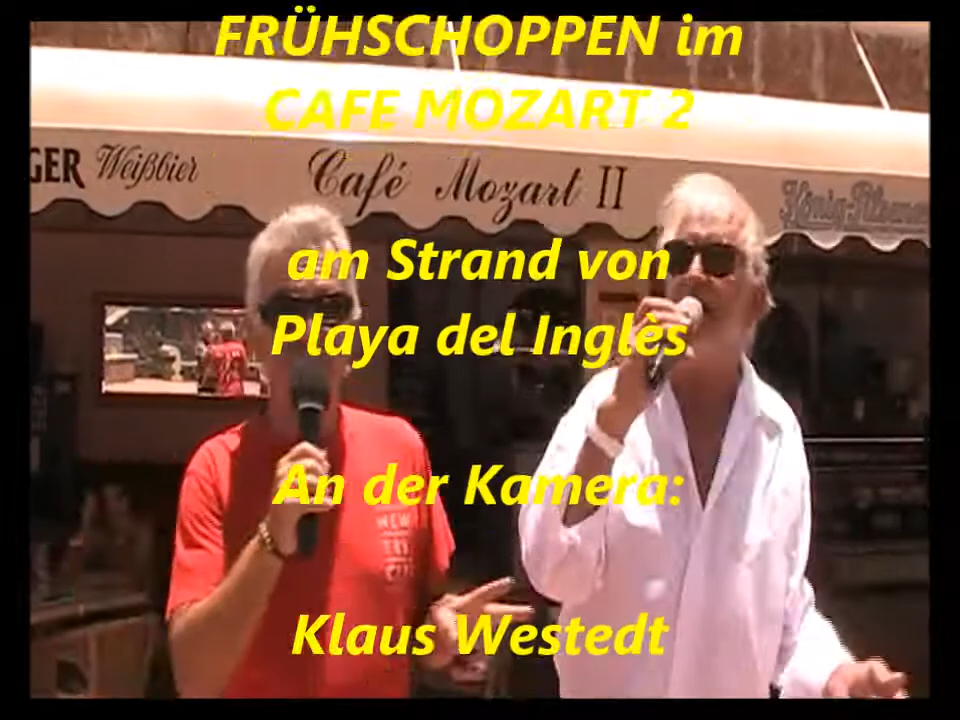 FRÜHSCHOPPEN im
CAFE MOZART 2
GER Weißbier
Café Mozart II
König-Pilsener
am Strand von
Playa del Inglès
An der Kamera:
NEW
Klaus Westedt